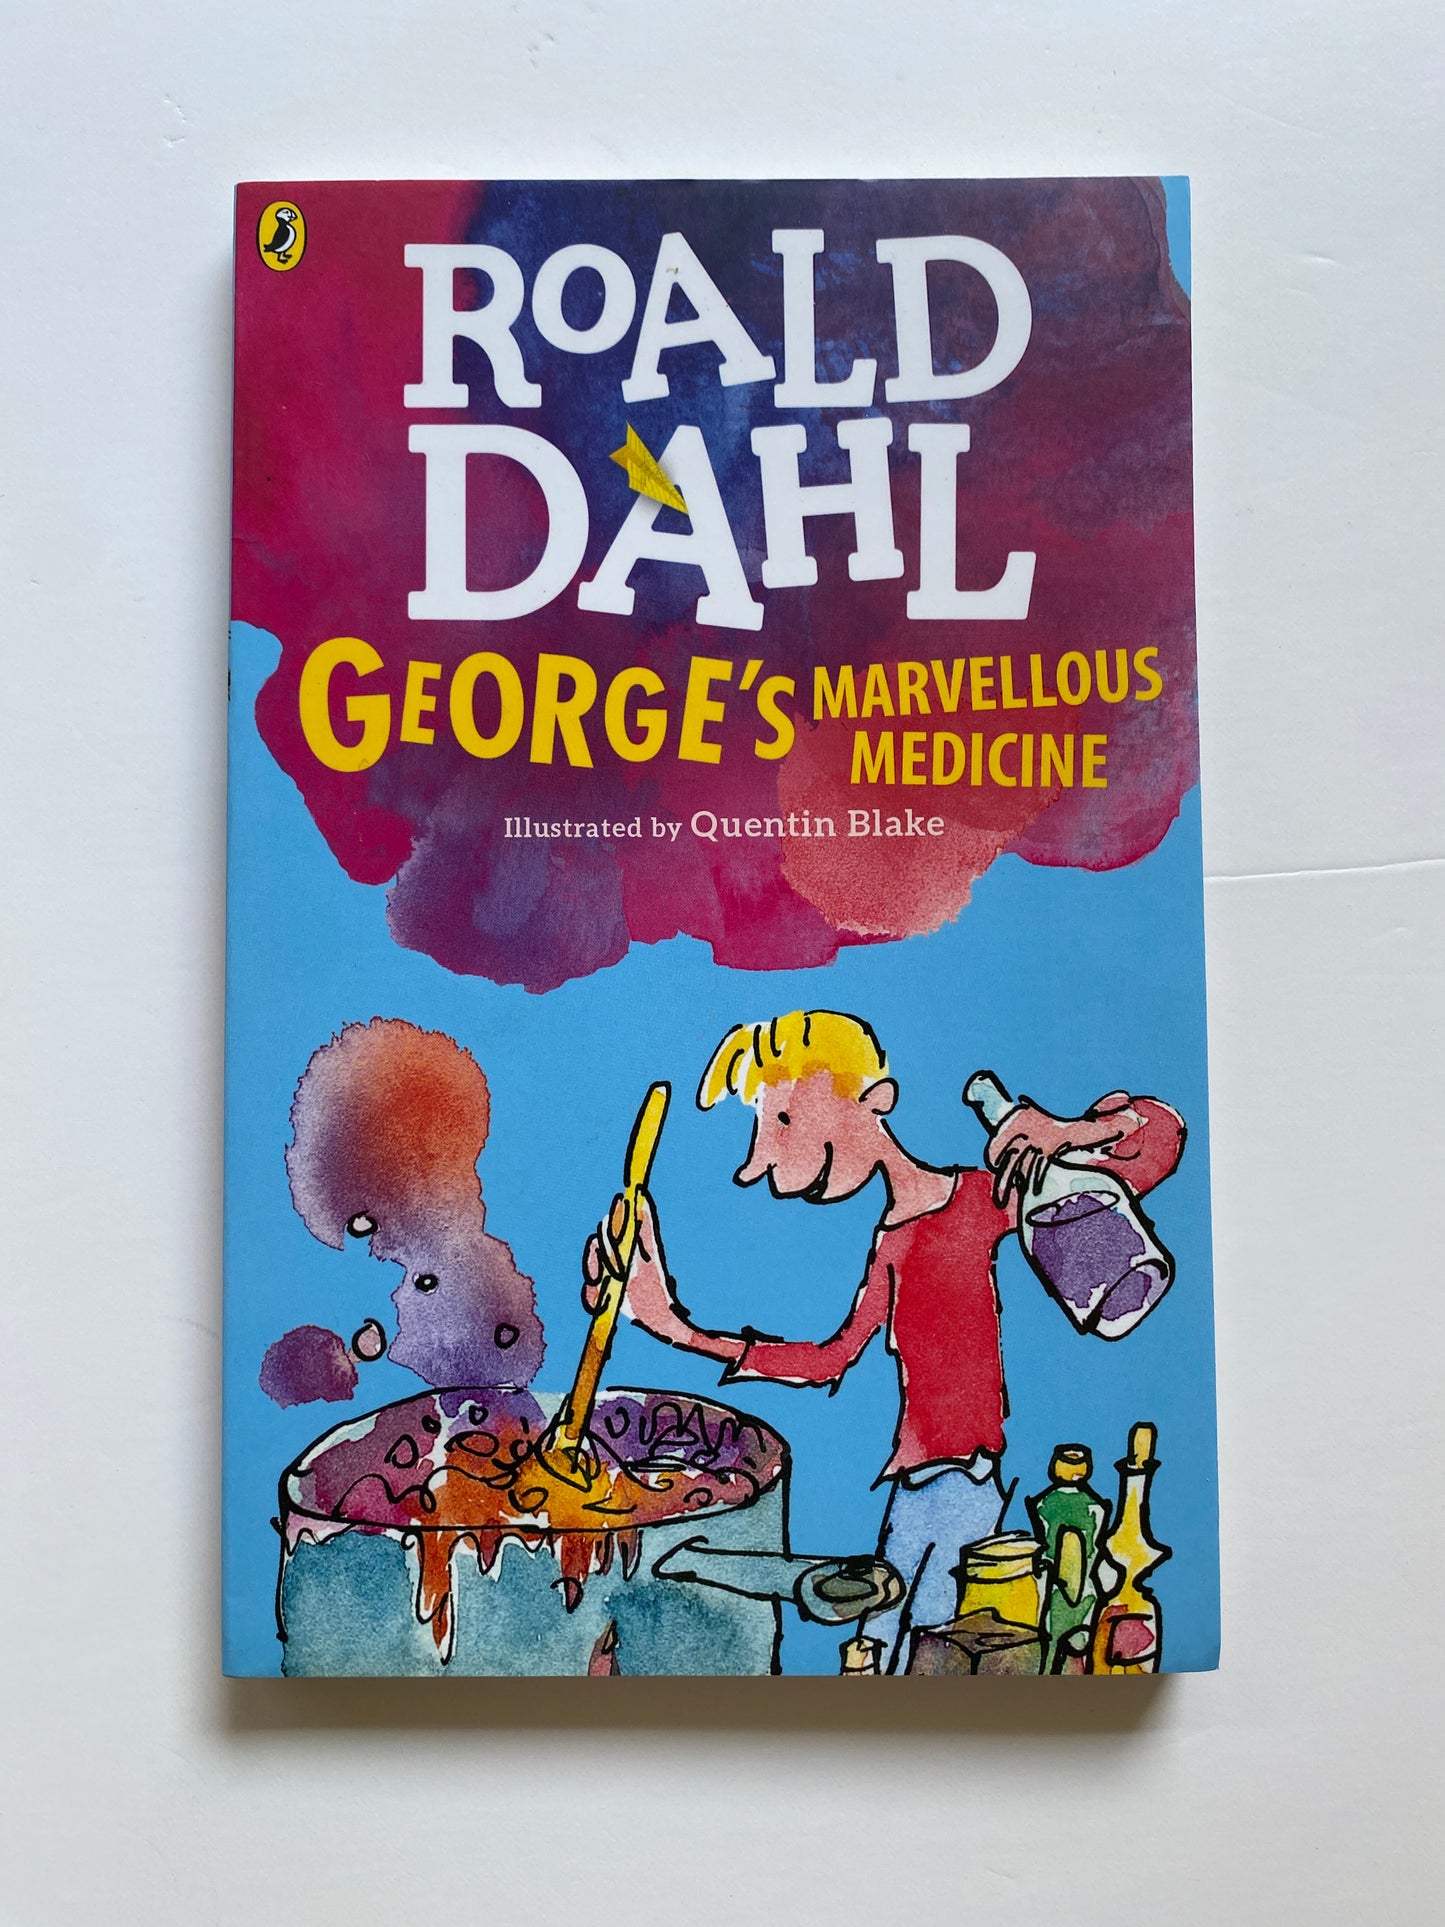 ROALD
DAHL
GEORGE'S MARVELLOUS
MEDICINE
Illustrated by Quentin Blake